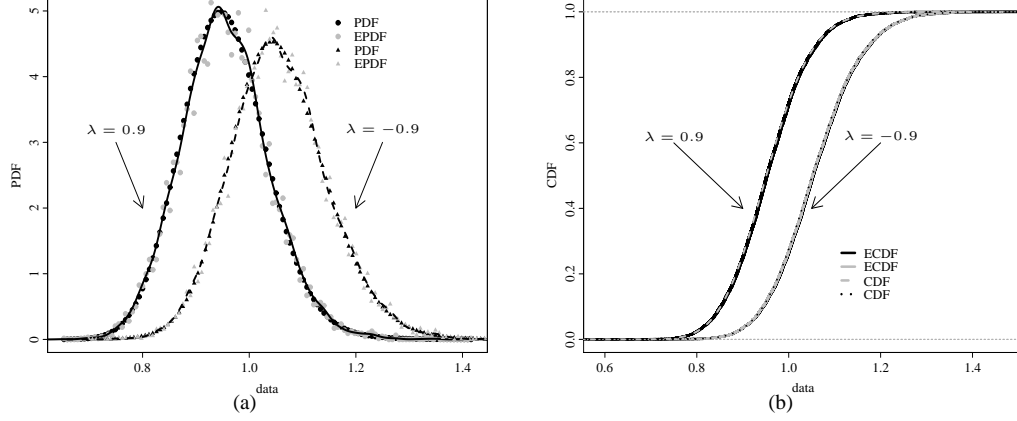 PDF
EPDF
PDF
EPDF
λ = 0.9
λ = −0.9
PDF
0
1
2
3
4
5
0.8
1.0
1.2
1.4
data
(a)
λ = 0.9
λ = −0.9
ECDF
ECDF
CDF
CDF
CDF
0.0
0.2
0.4
0.6
0.8
1.0
0.6
0.8
1.0
1.2
1.4
data
(b)